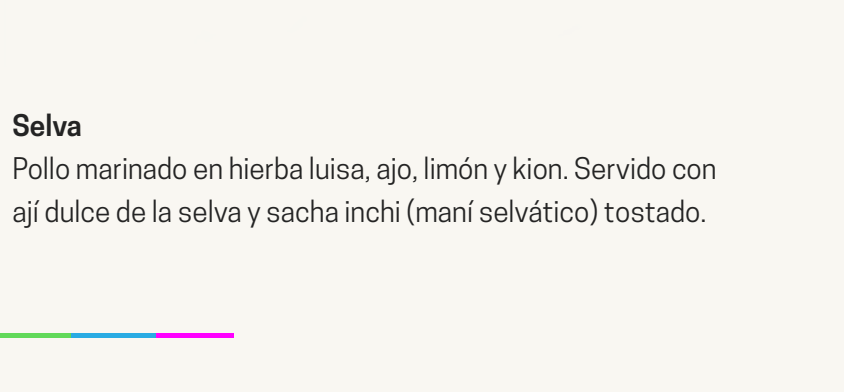 Selva
Pollo marinado en hierba luisa, ajo, limón y kion. Servido con
ají dulce de la selva y sacha inchi (maní selvático) tostado.